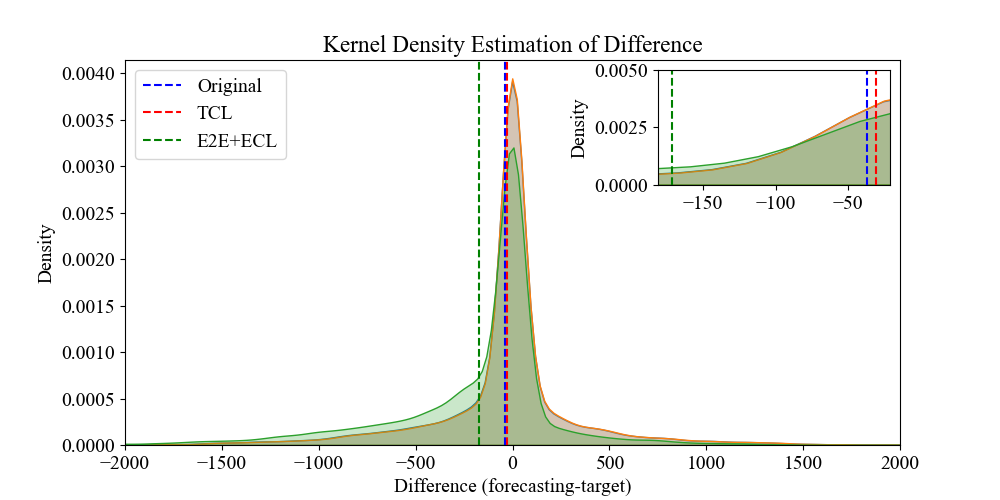 Kernel Density Estimation of Difference
Original
TCL
E2E+ECL
Density
0.0040
0.0035
0.0030
0.0025
0.0020
0.0015
0.0010
0.0005
0.0000
−2000 −1500 −1000 −500 0 500 1000 1500 2000
Difference (forecasting-target)
Density
0.0050
0.0025
0.0000
−150 −100 −50